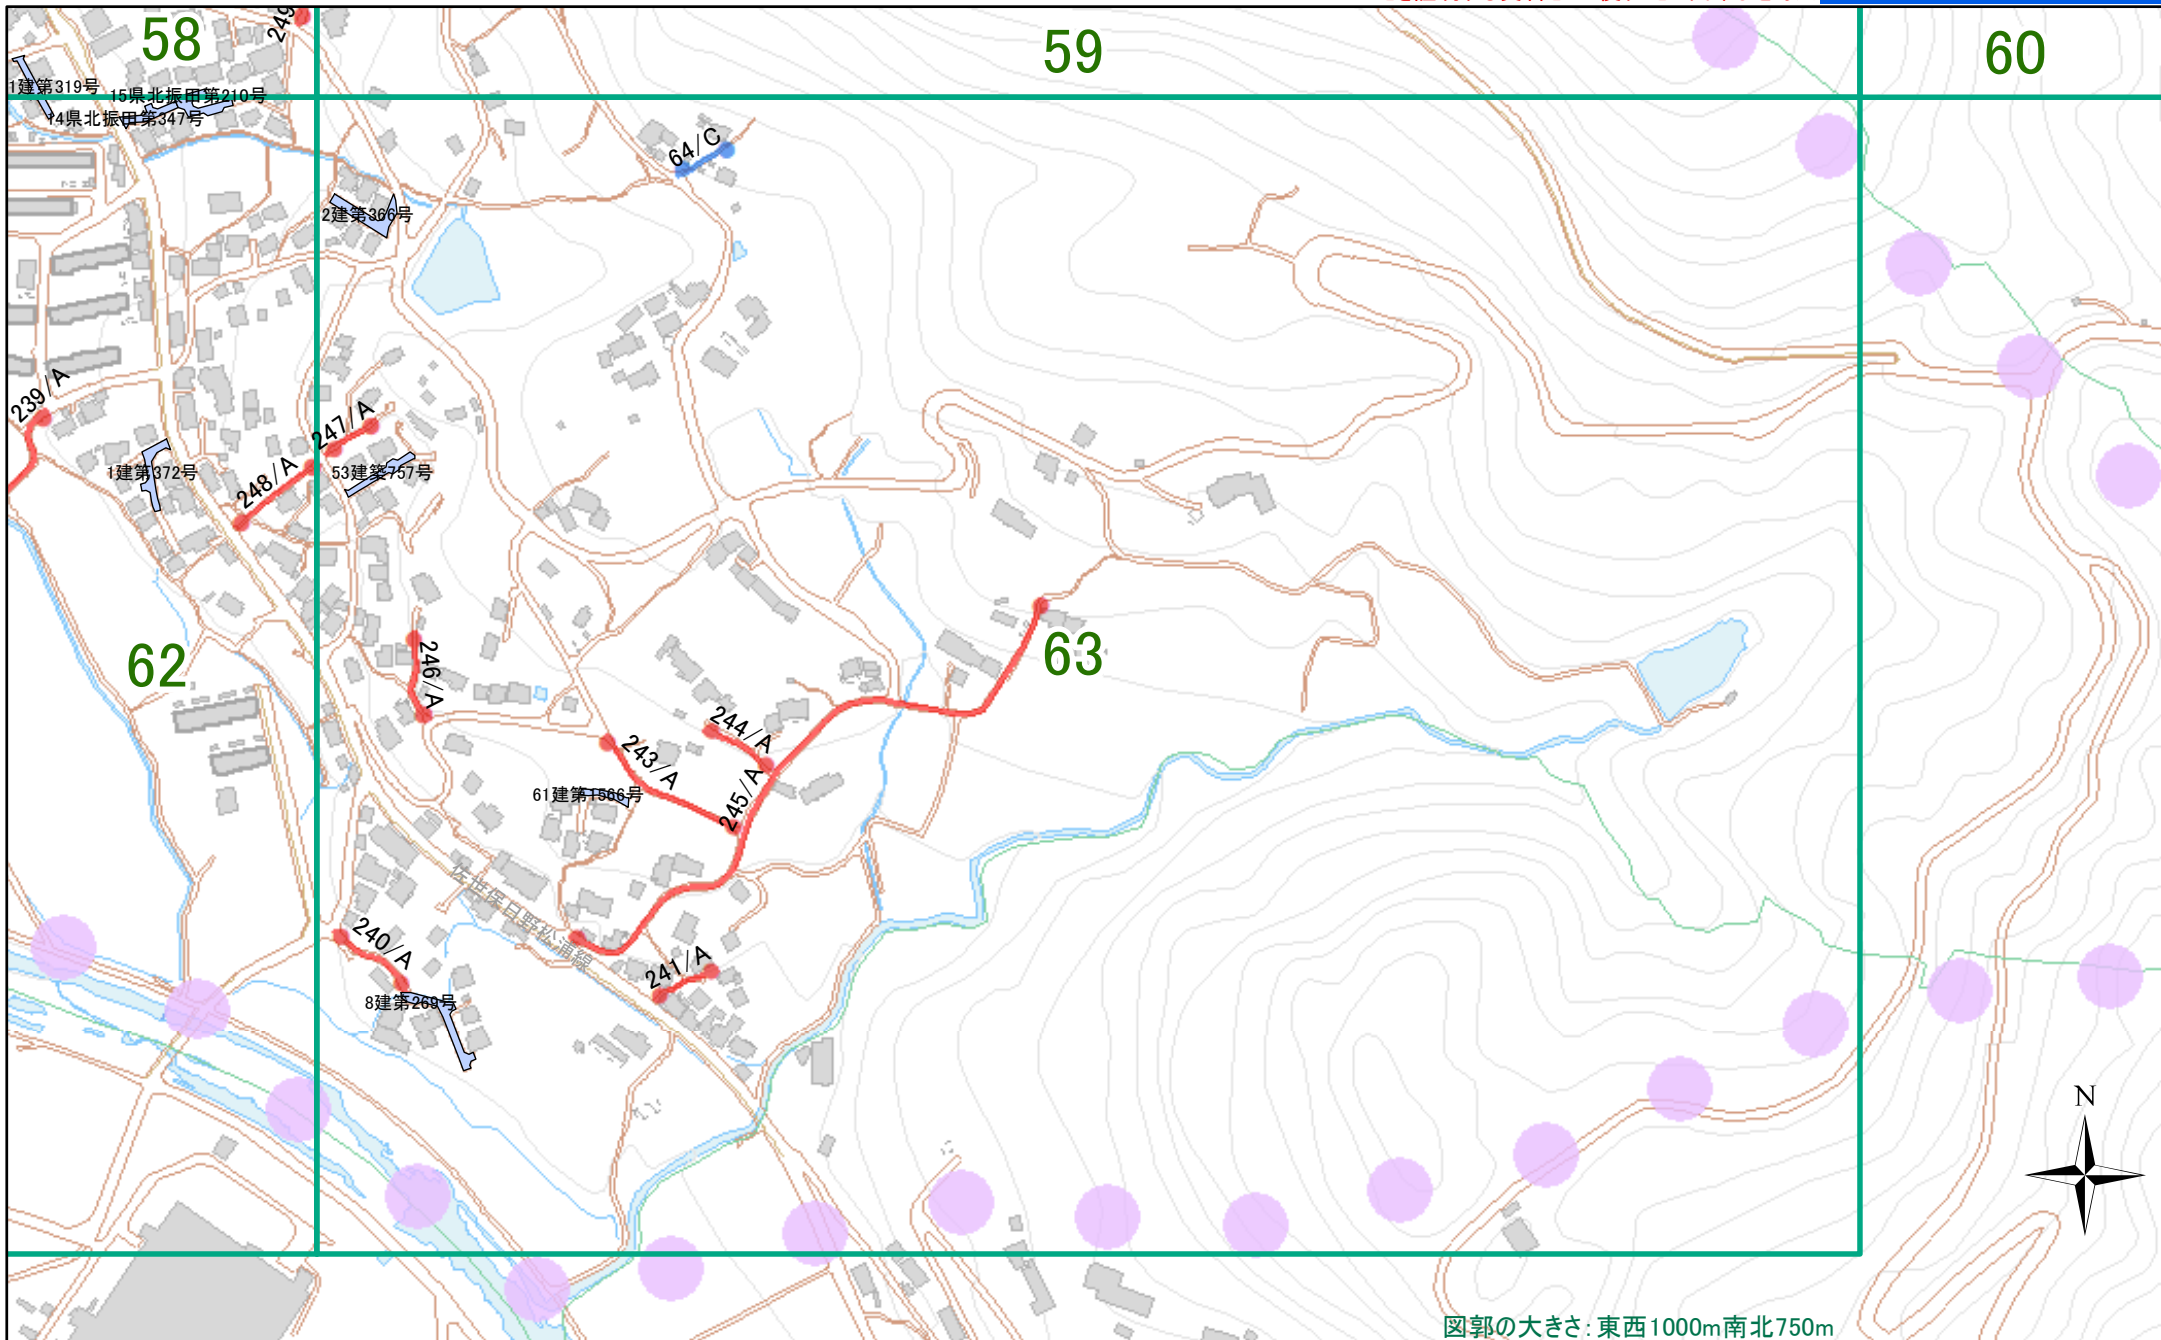 58
59
60
249
1建第319号
15県北振田第210号
14県北振田第347号
64/C
2建第366号
239/A
247/A
1建第372号
248/A
53建築757号
62
63
246/A
244/A
243/A
245/A
61建第1566号
佐世保日野松浦線
240/A
241/A
8建第269号
N
図郭の大きさ：東西1000m南北750m